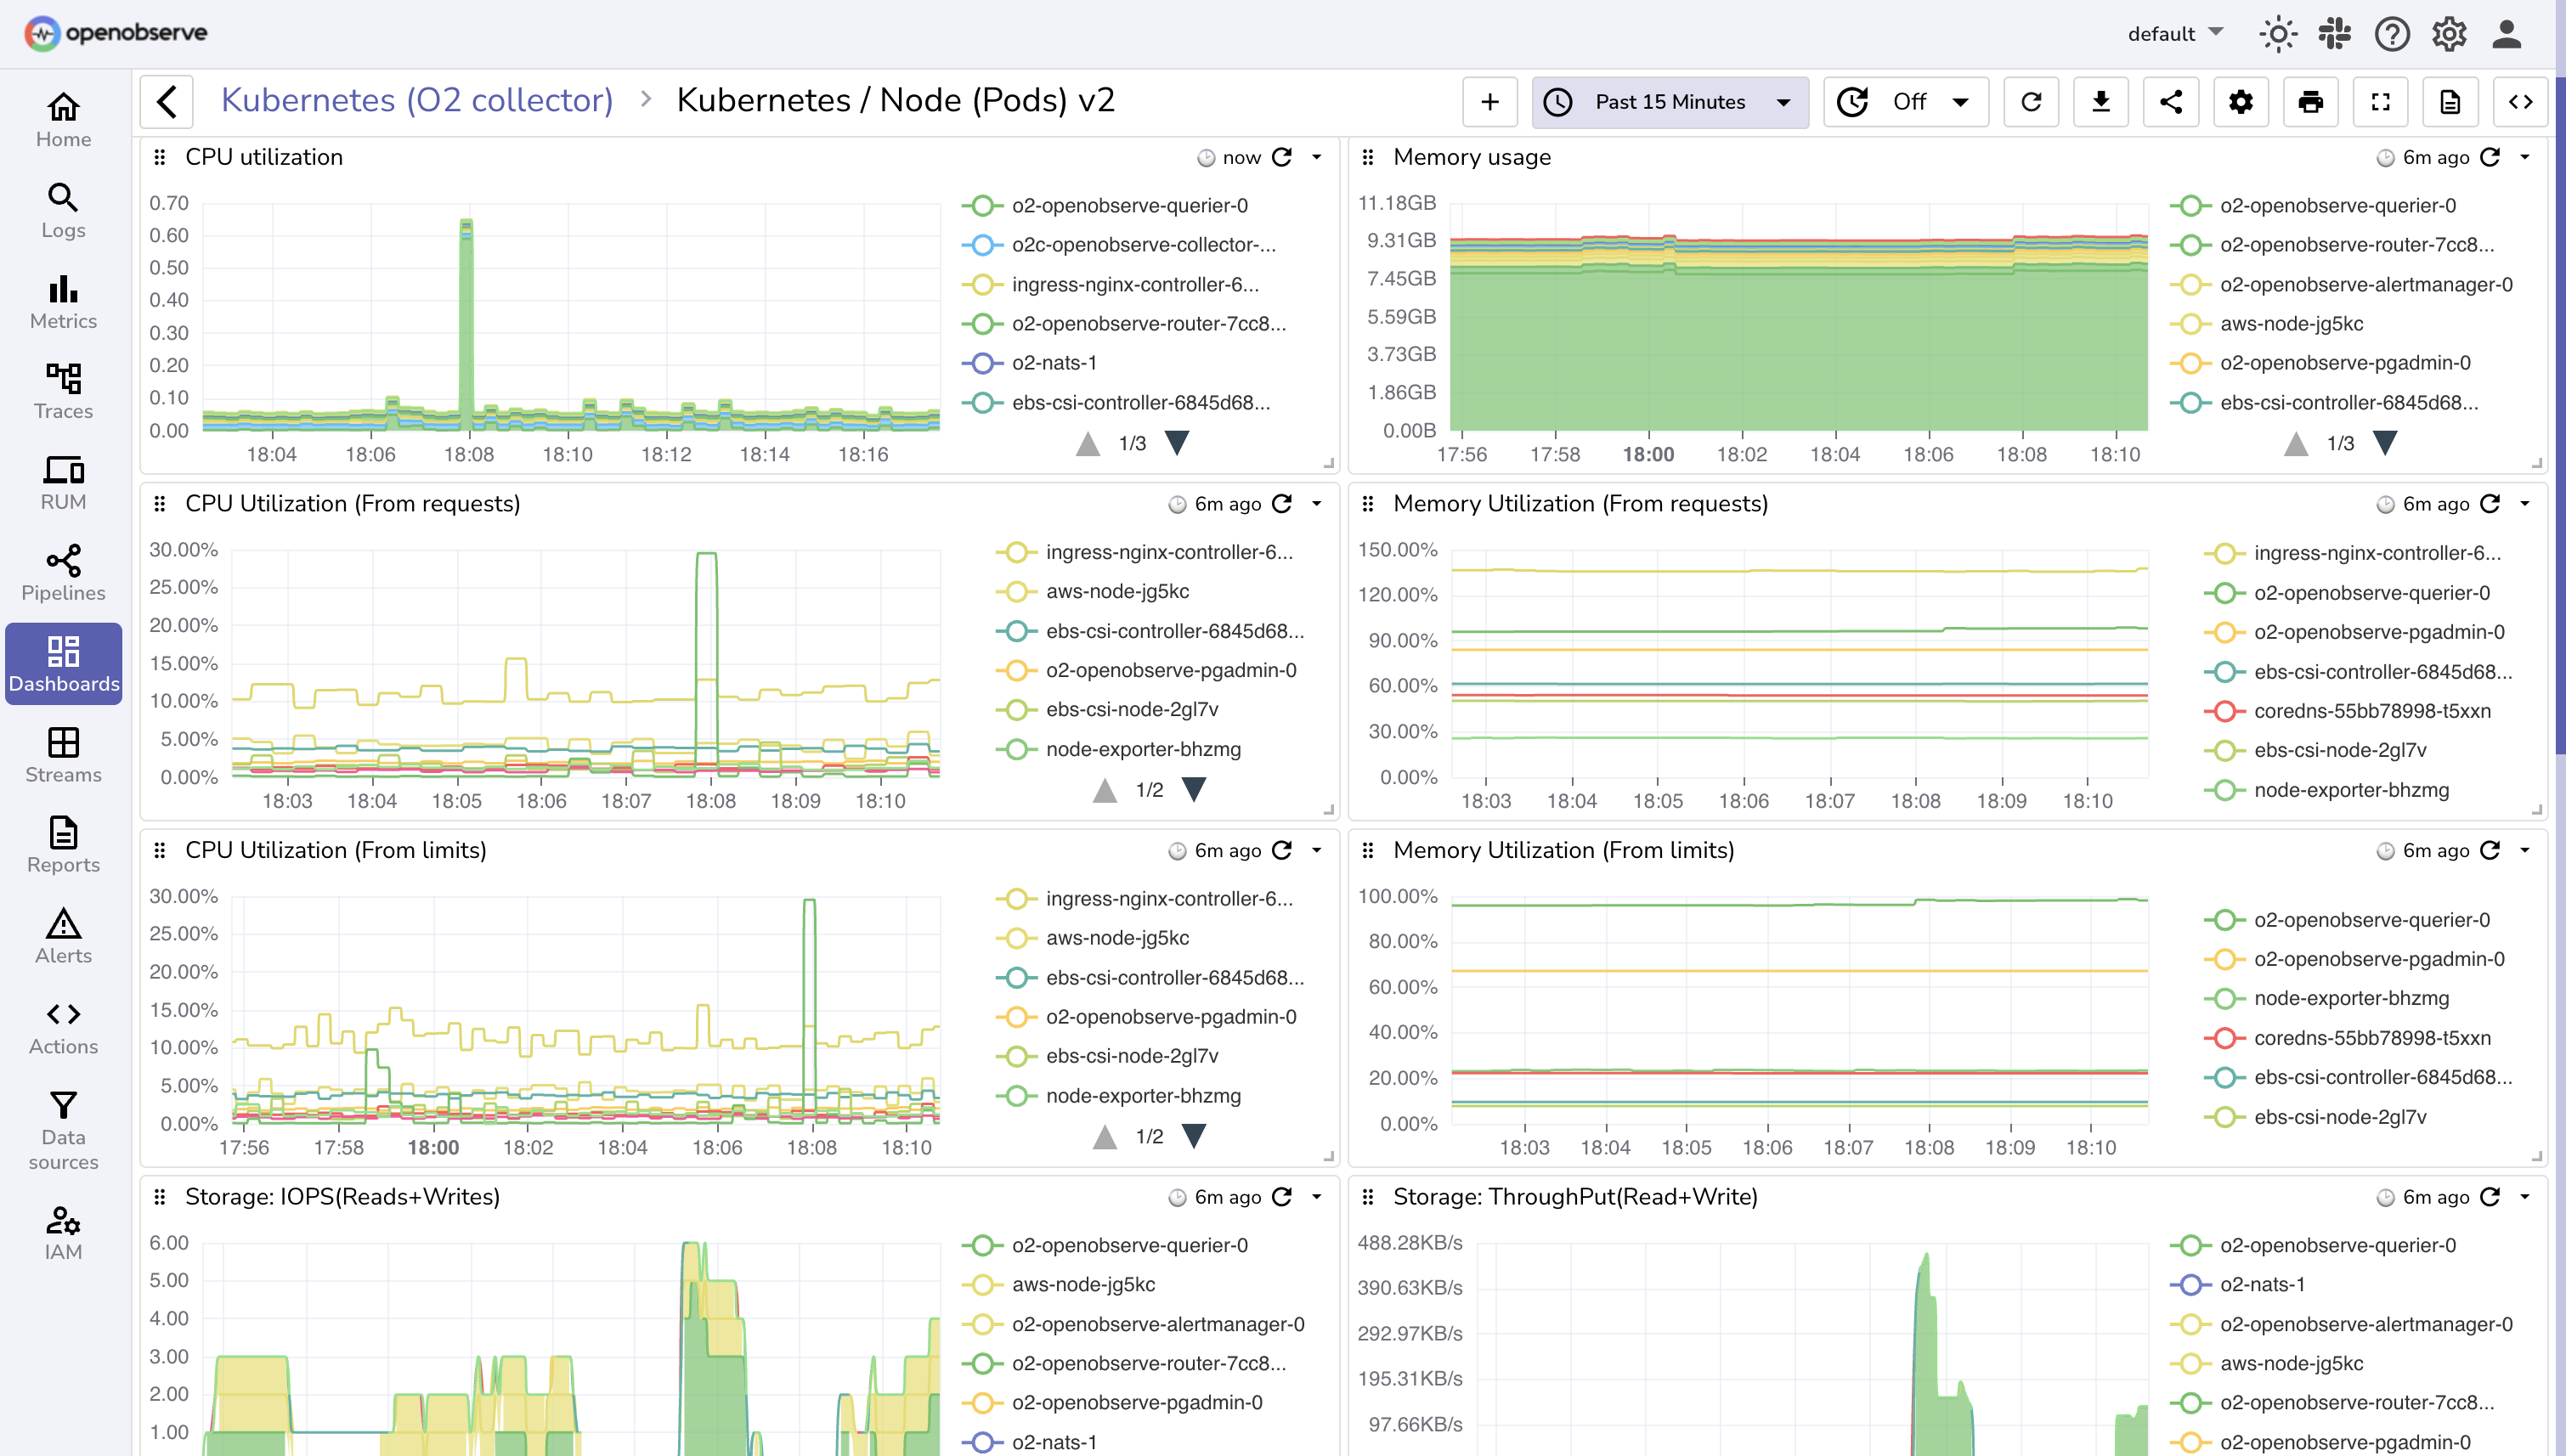 openobserve
default
Home
Logs
Metrics
Traces
RUM
Pipelines
Dashboards
Streams
Reports
Alerts
Actions
Data
sources
IAM
Kubernetes (O2 collector) › Kubernetes / Node (Pods) v2
+
Past 15 Minutes
Off
CPU utilization
now
0.70
0.60
0.50
0.40
0.30
0.20
0.10
0.00
18:04 18:06 18:08 18:10 18:12 18:14 18:16
o2-openobserve-querier-0
o2c-openobserve-collector-...
ingress-nginx-controller-6...
o2-openobserve-router-7cc8...
o2-nats-1
ebs-csi-controller-6845d68...
1/3
Memory usage
6m ago
11.18GB
9.31GB
7.45GB
5.59GB
3.73GB
1.86GB
0.00B
17:56 17:58 18:00 18:02 18:04 18:06 18:08 18:10
o2-openobserve-querier-0
o2-openobserve-router-7cc8...
o2-openobserve-alertmanager-0
aws-node-jg5kc
o2-openobserve-pgadmin-0
ebs-csi-controller-6845d68...
1/3
CPU Utilization (From requests)
6m ago
30.00%
25.00%
20.00%
15.00%
10.00%
5.00%
0.00%
18:03 18:04 18:05 18:06 18:07 18:08 18:09 18:10
ingress-nginx-controller-6...
aws-node-jg5kc
ebs-csi-controller-6845d68...
o2-openobserve-pgadmin-0
ebs-csi-node-2gl7v
node-exporter-bhzmg
1/2
Memory Utilization (From requests)
6m ago
150.00%
120.00%
90.00%
60.00%
30.00%
0.00%
18:03 18:04 18:05 18:06 18:07 18:08 18:09 18:10
ingress-nginx-controller-6...
o2-openobserve-querier-0
o2-openobserve-pgadmin-0
ebs-csi-controller-6845d68...
coredns-55bb78998-t5xxn
ebs-csi-node-2gl7v
node-exporter-bhzmg
CPU Utilization (From limits)
6m ago
30.00%
25.00%
20.00%
15.00%
10.00%
5.00%
0.00%
17:56 17:58 18:00 18:02 18:04 18:06 18:08 18:10
ingress-nginx-controller-6...
aws-node-jg5kc
ebs-csi-controller-6845d68...
o2-openobserve-pgadmin-0
ebs-csi-node-2gl7v
node-exporter-bhzmg
1/2
Memory Utilization (From limits)
6m ago
100.00%
80.00%
60.00%
40.00%
20.00%
0.00%
18:03 18:04 18:05 18:06 18:07 18:08 18:09 18:10
o2-openobserve-querier-0
o2-openobserve-pgadmin-0
node-exporter-bhzmg
coredns-55bb78998-t5xxn
ebs-csi-controller-6845d68...
ebs-csi-node-2gl7v
Storage: IOPS(Reads+Writes)
6m ago
6.00
5.00
4.00
3.00
2.00
1.00
o2-openobserve-querier-0
aws-node-jg5kc
o2-openobserve-alertmanager-0
o2-openobserve-router-7cc8...
o2-openobserve-pgadmin-0
o2-nats-1
Storage: ThroughPut(Read+Write)
6m ago
488.28KB/s
390.63KB/s
292.97KB/s
195.31KB/s
97.66KB/s
o2-openobserve-querier-0
o2-nats-1
o2-openobserve-alertmanager-0
aws-node-jg5kc
o2-openobserve-router-7cc8...
o2-openobserve-pgadmin-0